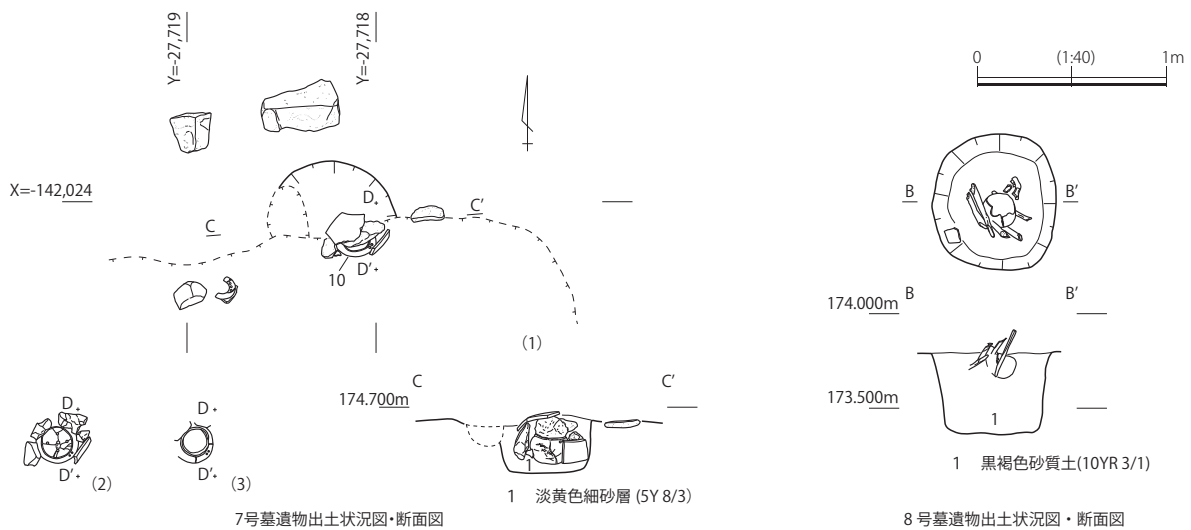 Y=-27,719
Y=-27,718
0 (1:40) 1m
X=-142,024
D
C
C'
D'
10
(1)
B B'
174.000m B B'
173.500m
1
1 黒褐色砂質土(10YR 3/1)
8号墓遺物出土状況図・断面図
D
D'
(2)
D
D'
(3)
C C'
174.700m
1
1 淡黄色細砂層 (5Y 8/3)
7号墓遺物出土状況図・断面図